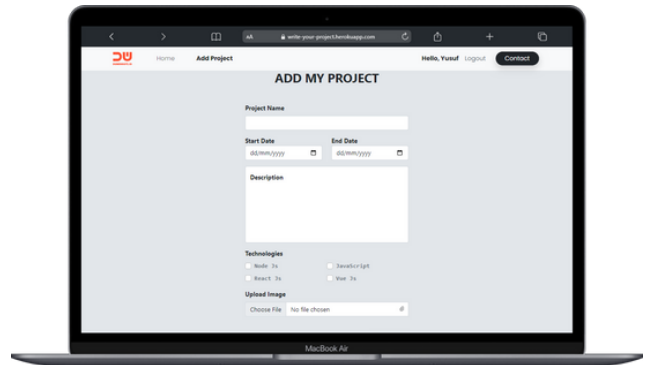 AA write-your-project.herokuapp.com
Home Add Project Hello, Yusuf Logout Contact
ADD MY PROJECT
Project Name
Start Date End Date
dd/mm/yyyy dd/mm/yyyy
Description
Technologies
Node Js JavaScript
React Js Vue Js
Upload Image
Choose File No file chosen
MacBook Air